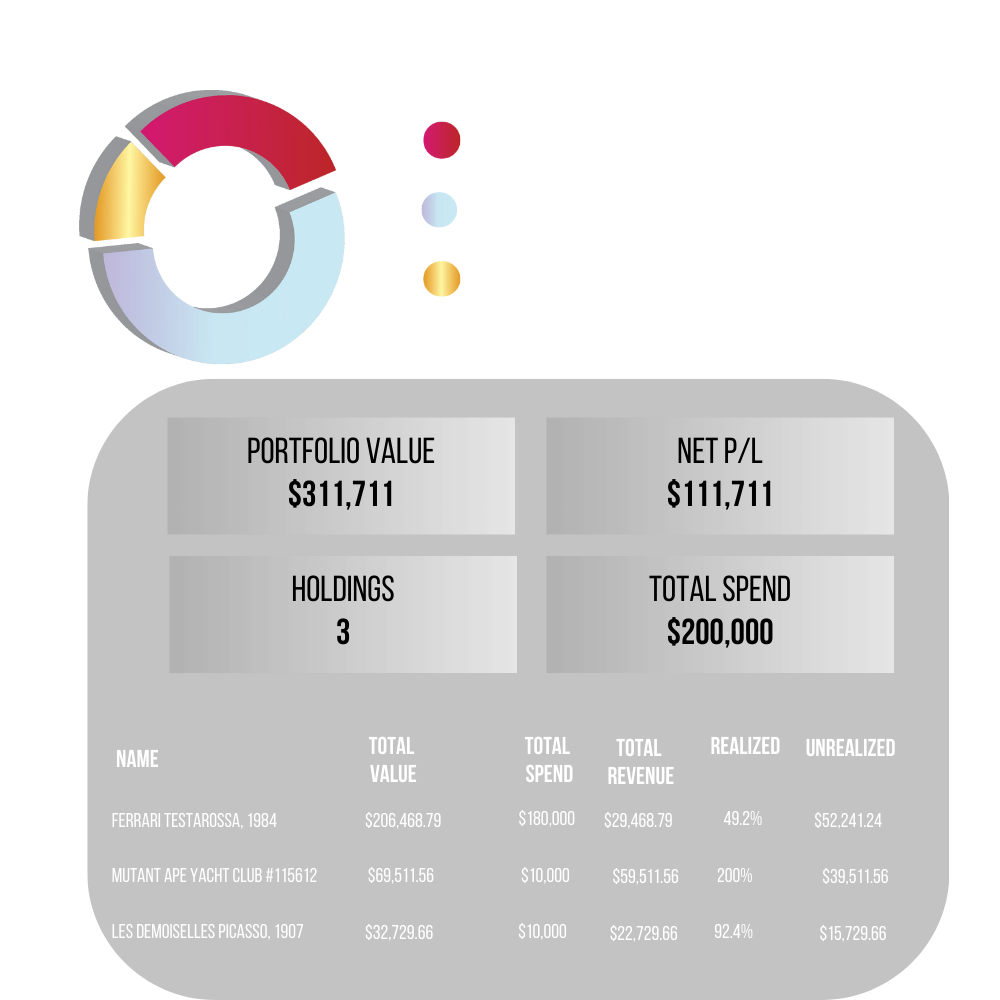 PORTFOLIO VALUE
$311,711
NET P/L
$111,711
HOLDINGS
3
TOTAL SPEND
$200,000
NAME
TOTAL
VALUE
TOTAL
SPEND
TOTAL
REVENUE
REALIZED
UNREALIZED
FERRARI TESTAROSSA, 1984 $206,468.79 $180,000 $29,468.79 49.2% $52,241.24
MUTANT APE YACHT CLUB #115612 $69,511.56 $10,000 $59,511.56 200% $39,511.56
LES DEMOISELLES PICASSO, 1907 $32,729.66 $10,000 $22,729.66 92.4% $15,729.66